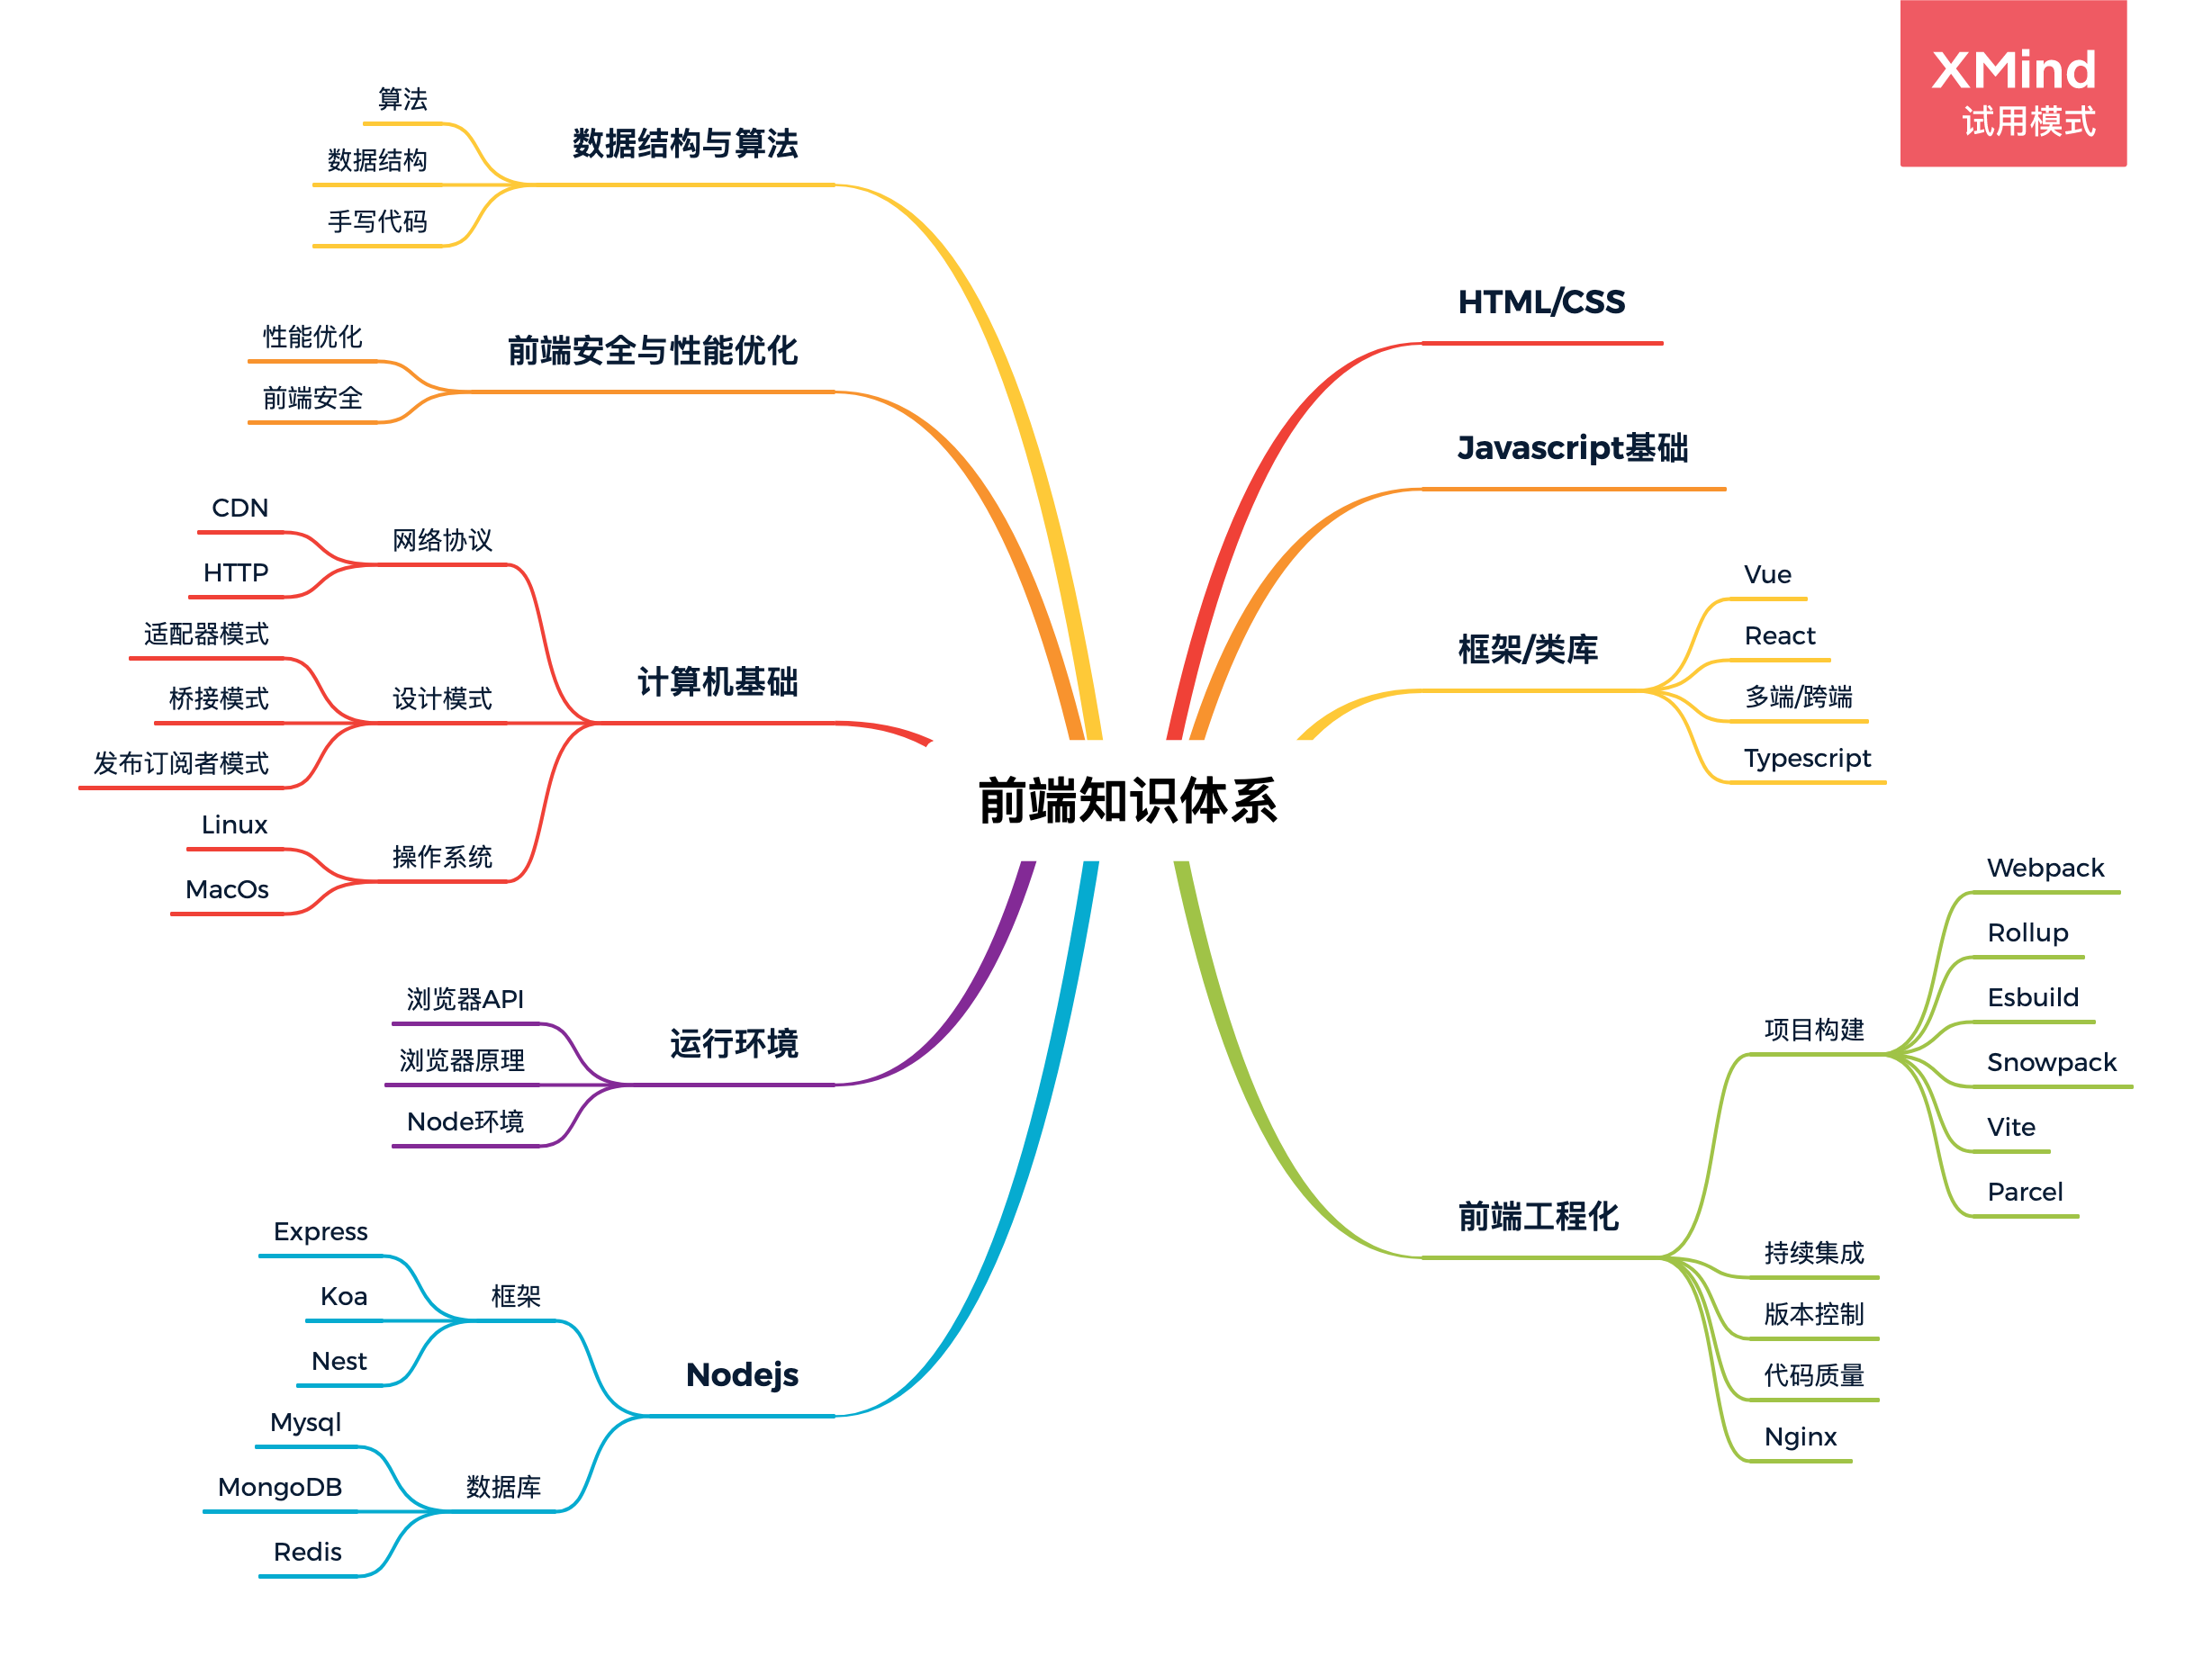 XMind
试用模式
前端知识体系
HTML/CSS
Javascript基础
框架/类库
Vue
React
多端/跨端
Typescript
前端工程化
项目构建
Webpack
Rollup
Esbuild
Snowpack
Vite
Parcel
持续集成
版本控制
代码质量
Nginx
数据结构与算法
算法
数据结构
手写代码
前端安全与性能优化
性能优化
前端安全
计算机基础
网络协议
CDN
HTTP
设计模式
适配器模式
桥接模式
发布订阅者模式
操作系统
Linux
MacOs
运行环境
浏览器API
浏览器原理
Node环境
Nodejs
框架
Express
Koa
Nest
数据库
Mysql
MongoDB
Redis